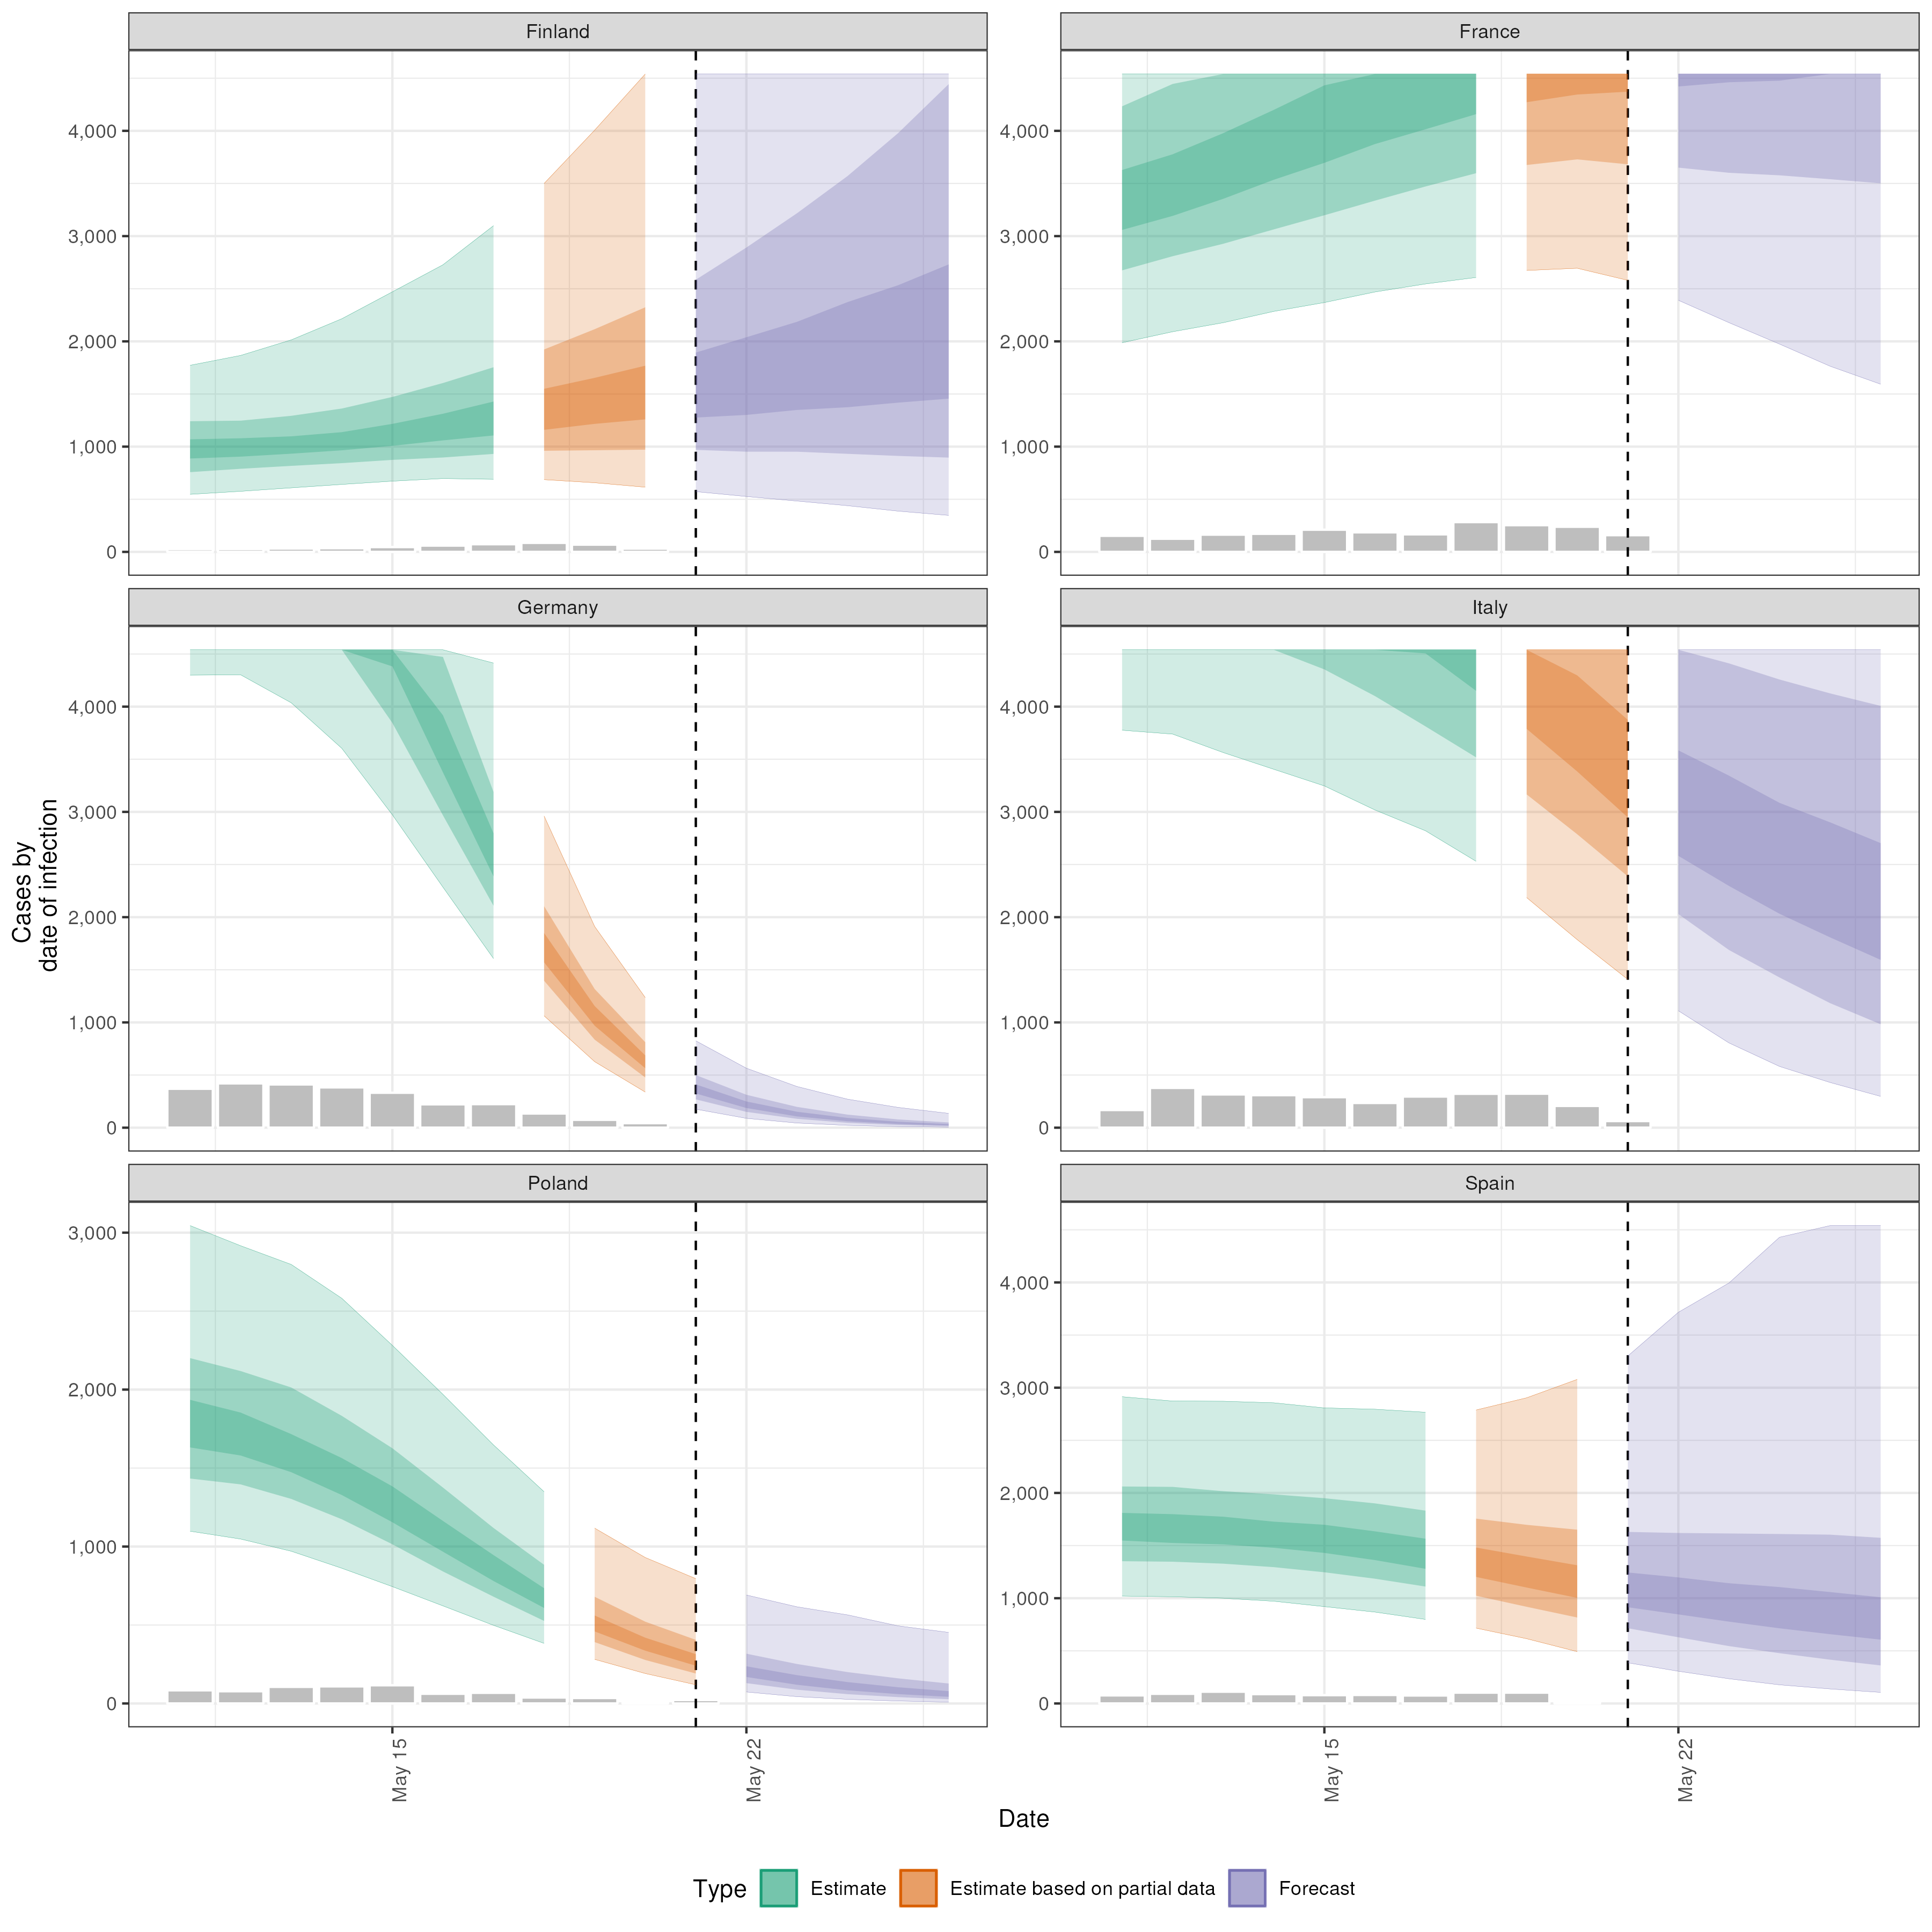 Finland
France
4,000
3,000
2,000
1,000
0
4,000
3,000
2,000
1,000
0
Germany
Italy
4,000
3,000
2,000
1,000
0
4,000
3,000
2,000
1,000
0
Cases by
date of infection
Poland
Spain
3,000
2,000
1,000
0
4,000
3,000
2,000
1,000
0
May 15
May 22
May 15
May 22
Date
Type
Estimate
Estimate based on partial data
Forecast